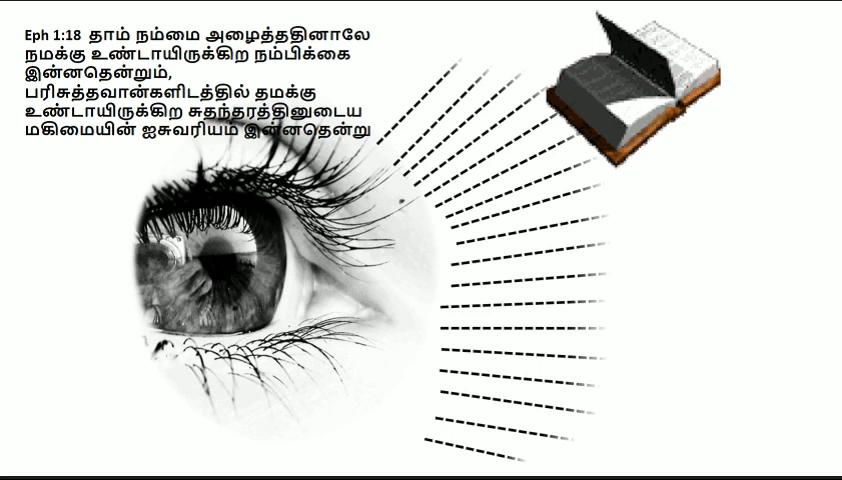 Eph 1:18 தாம் நம்மை அழைத்ததினாலே
நமக்கு உண்டாயிருக்கிற நம்பிக்கை
இன்னதென்றும்,
பரிசுத்தவான்களிடத்தில் தமக்கு
உண்டாயிருக்கிற சுதந்தரத்தினுடைய
மகிமையின் ஐசுவரியம் இன்னதென்று